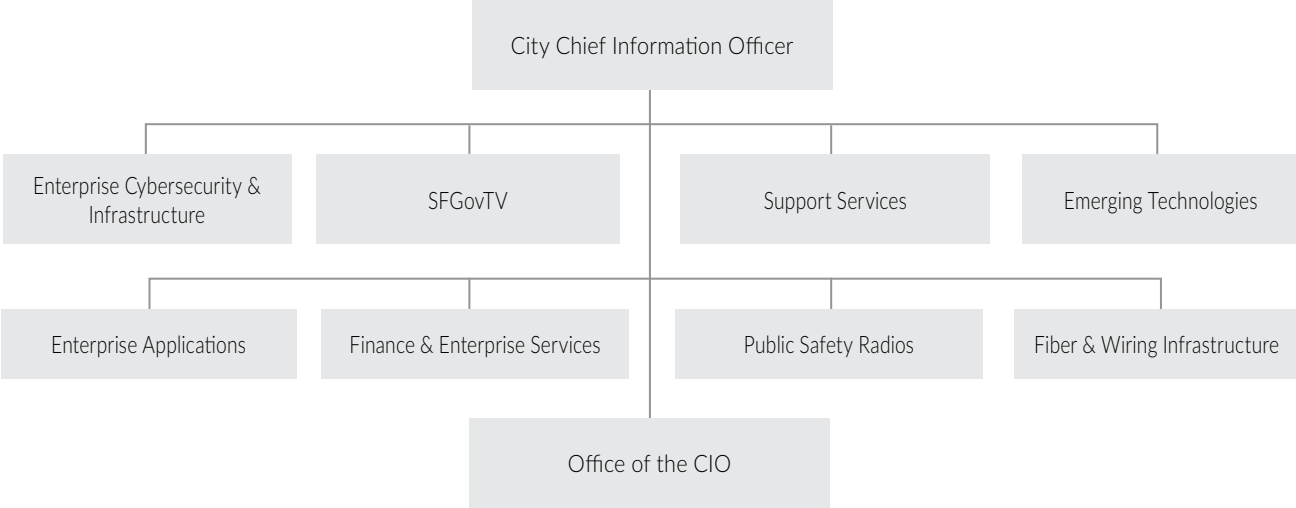 City Chief Information Officer
Enterprise Cybersecurity &
Infrastructure
SFGovTV
Support Services
Emerging Technologies
Enterprise Applications
Finance & Enterprise Services
Public Safety Radios
Fiber & Wiring Infrastructure
Office of the CIO